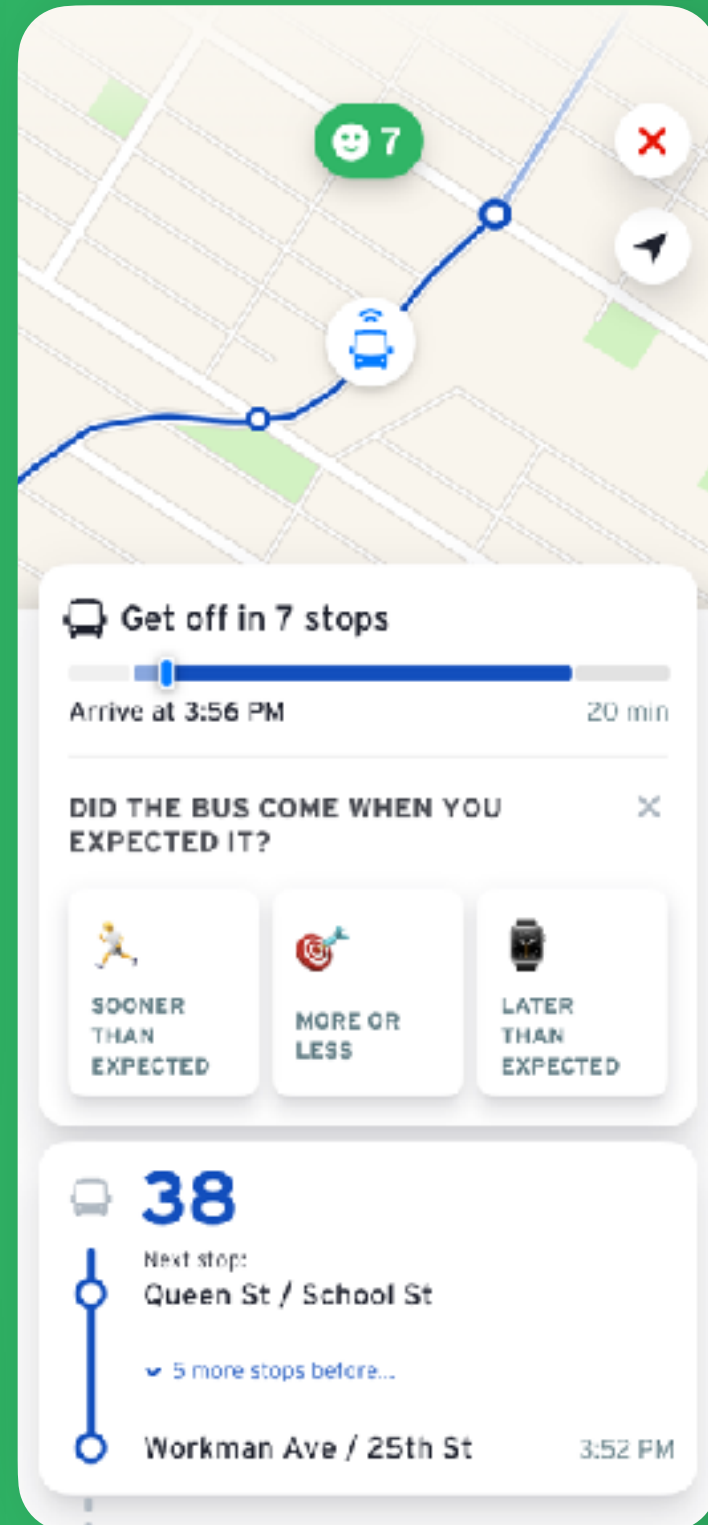 7
Get off in 7 stops
Arrive at 3:56 PM
20 min
DID THE BUS COME WHEN YOU
EXPECTED IT?
SOONER
THAN
EXPECTED
MORE OR
LESS
LATER
THAN
EXPECTED
38
Next stop:
Queen St / School St
5 more stops before...
Workman Ave / 25th St
3:52 PM